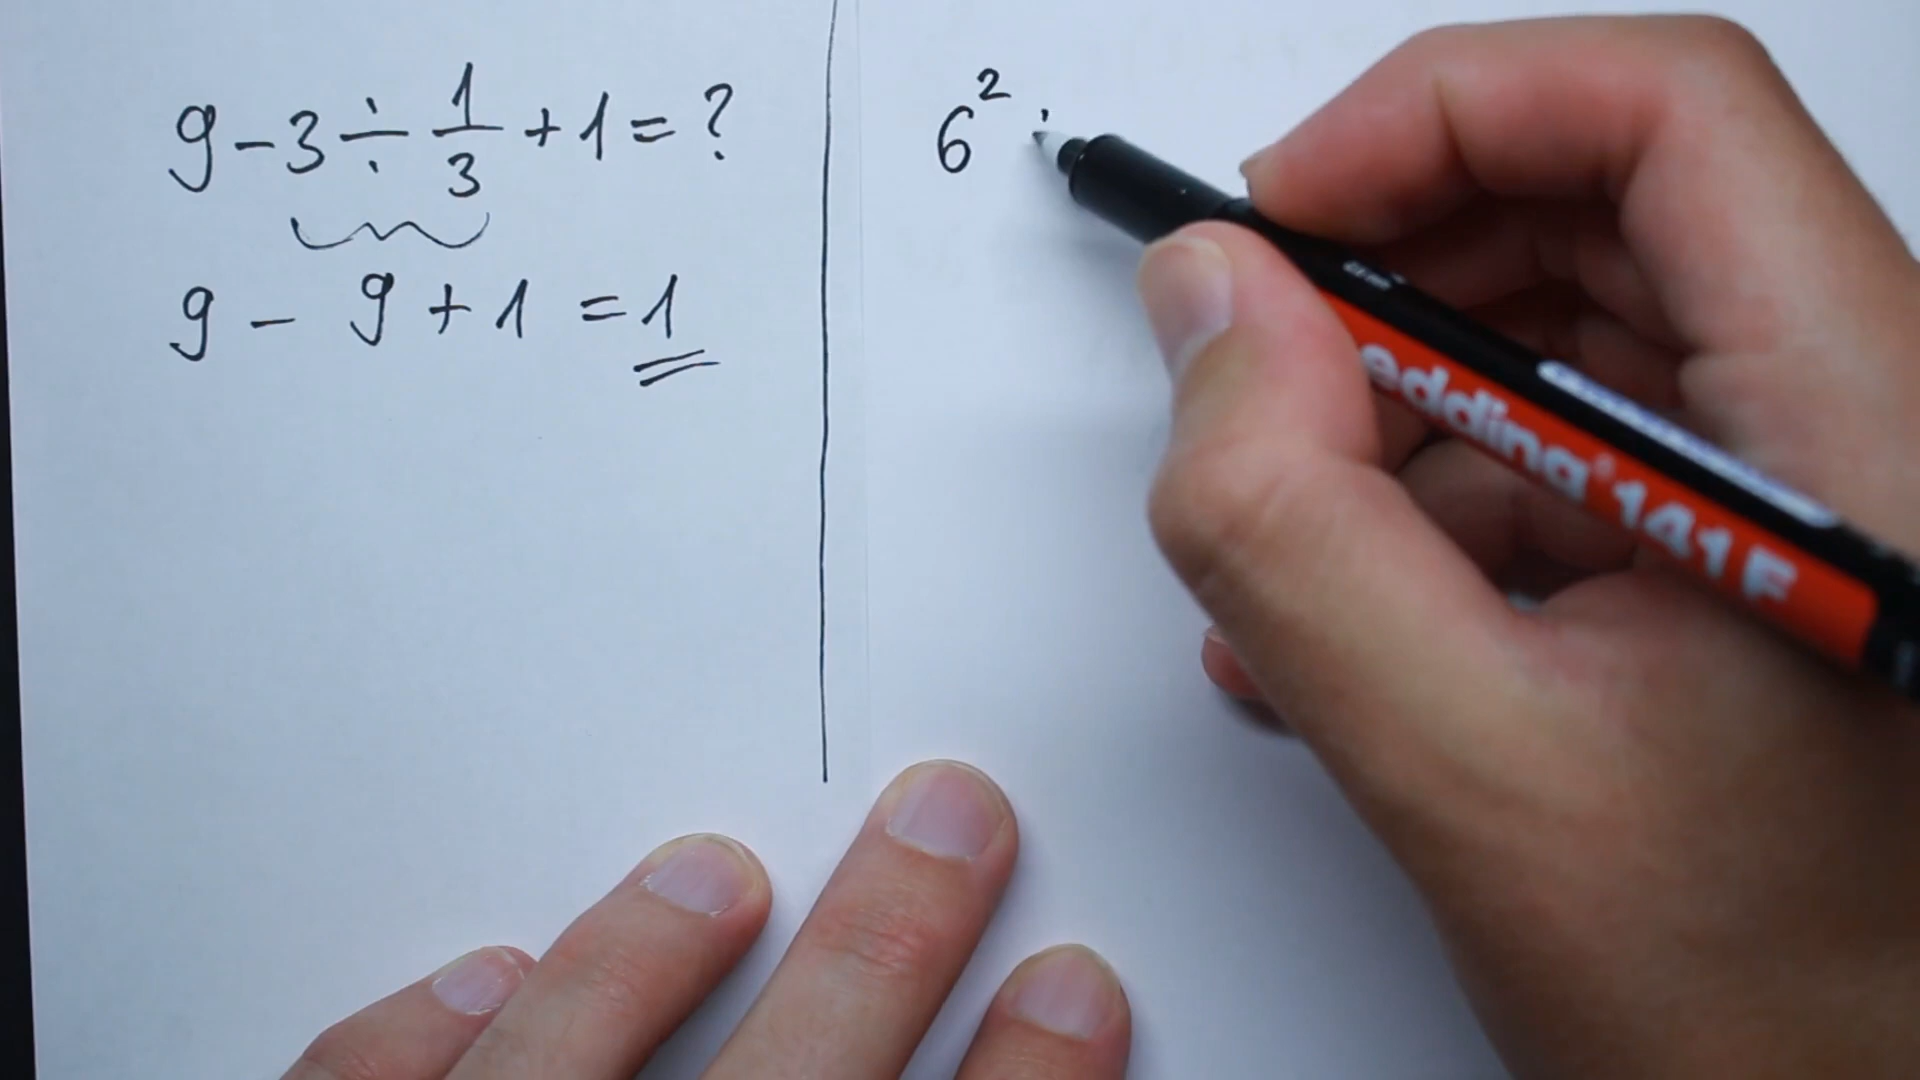 9 - 3 ÷ 1/3 + 1 = ?
9 - 9 + 1 = 1
6²
edding 141 F